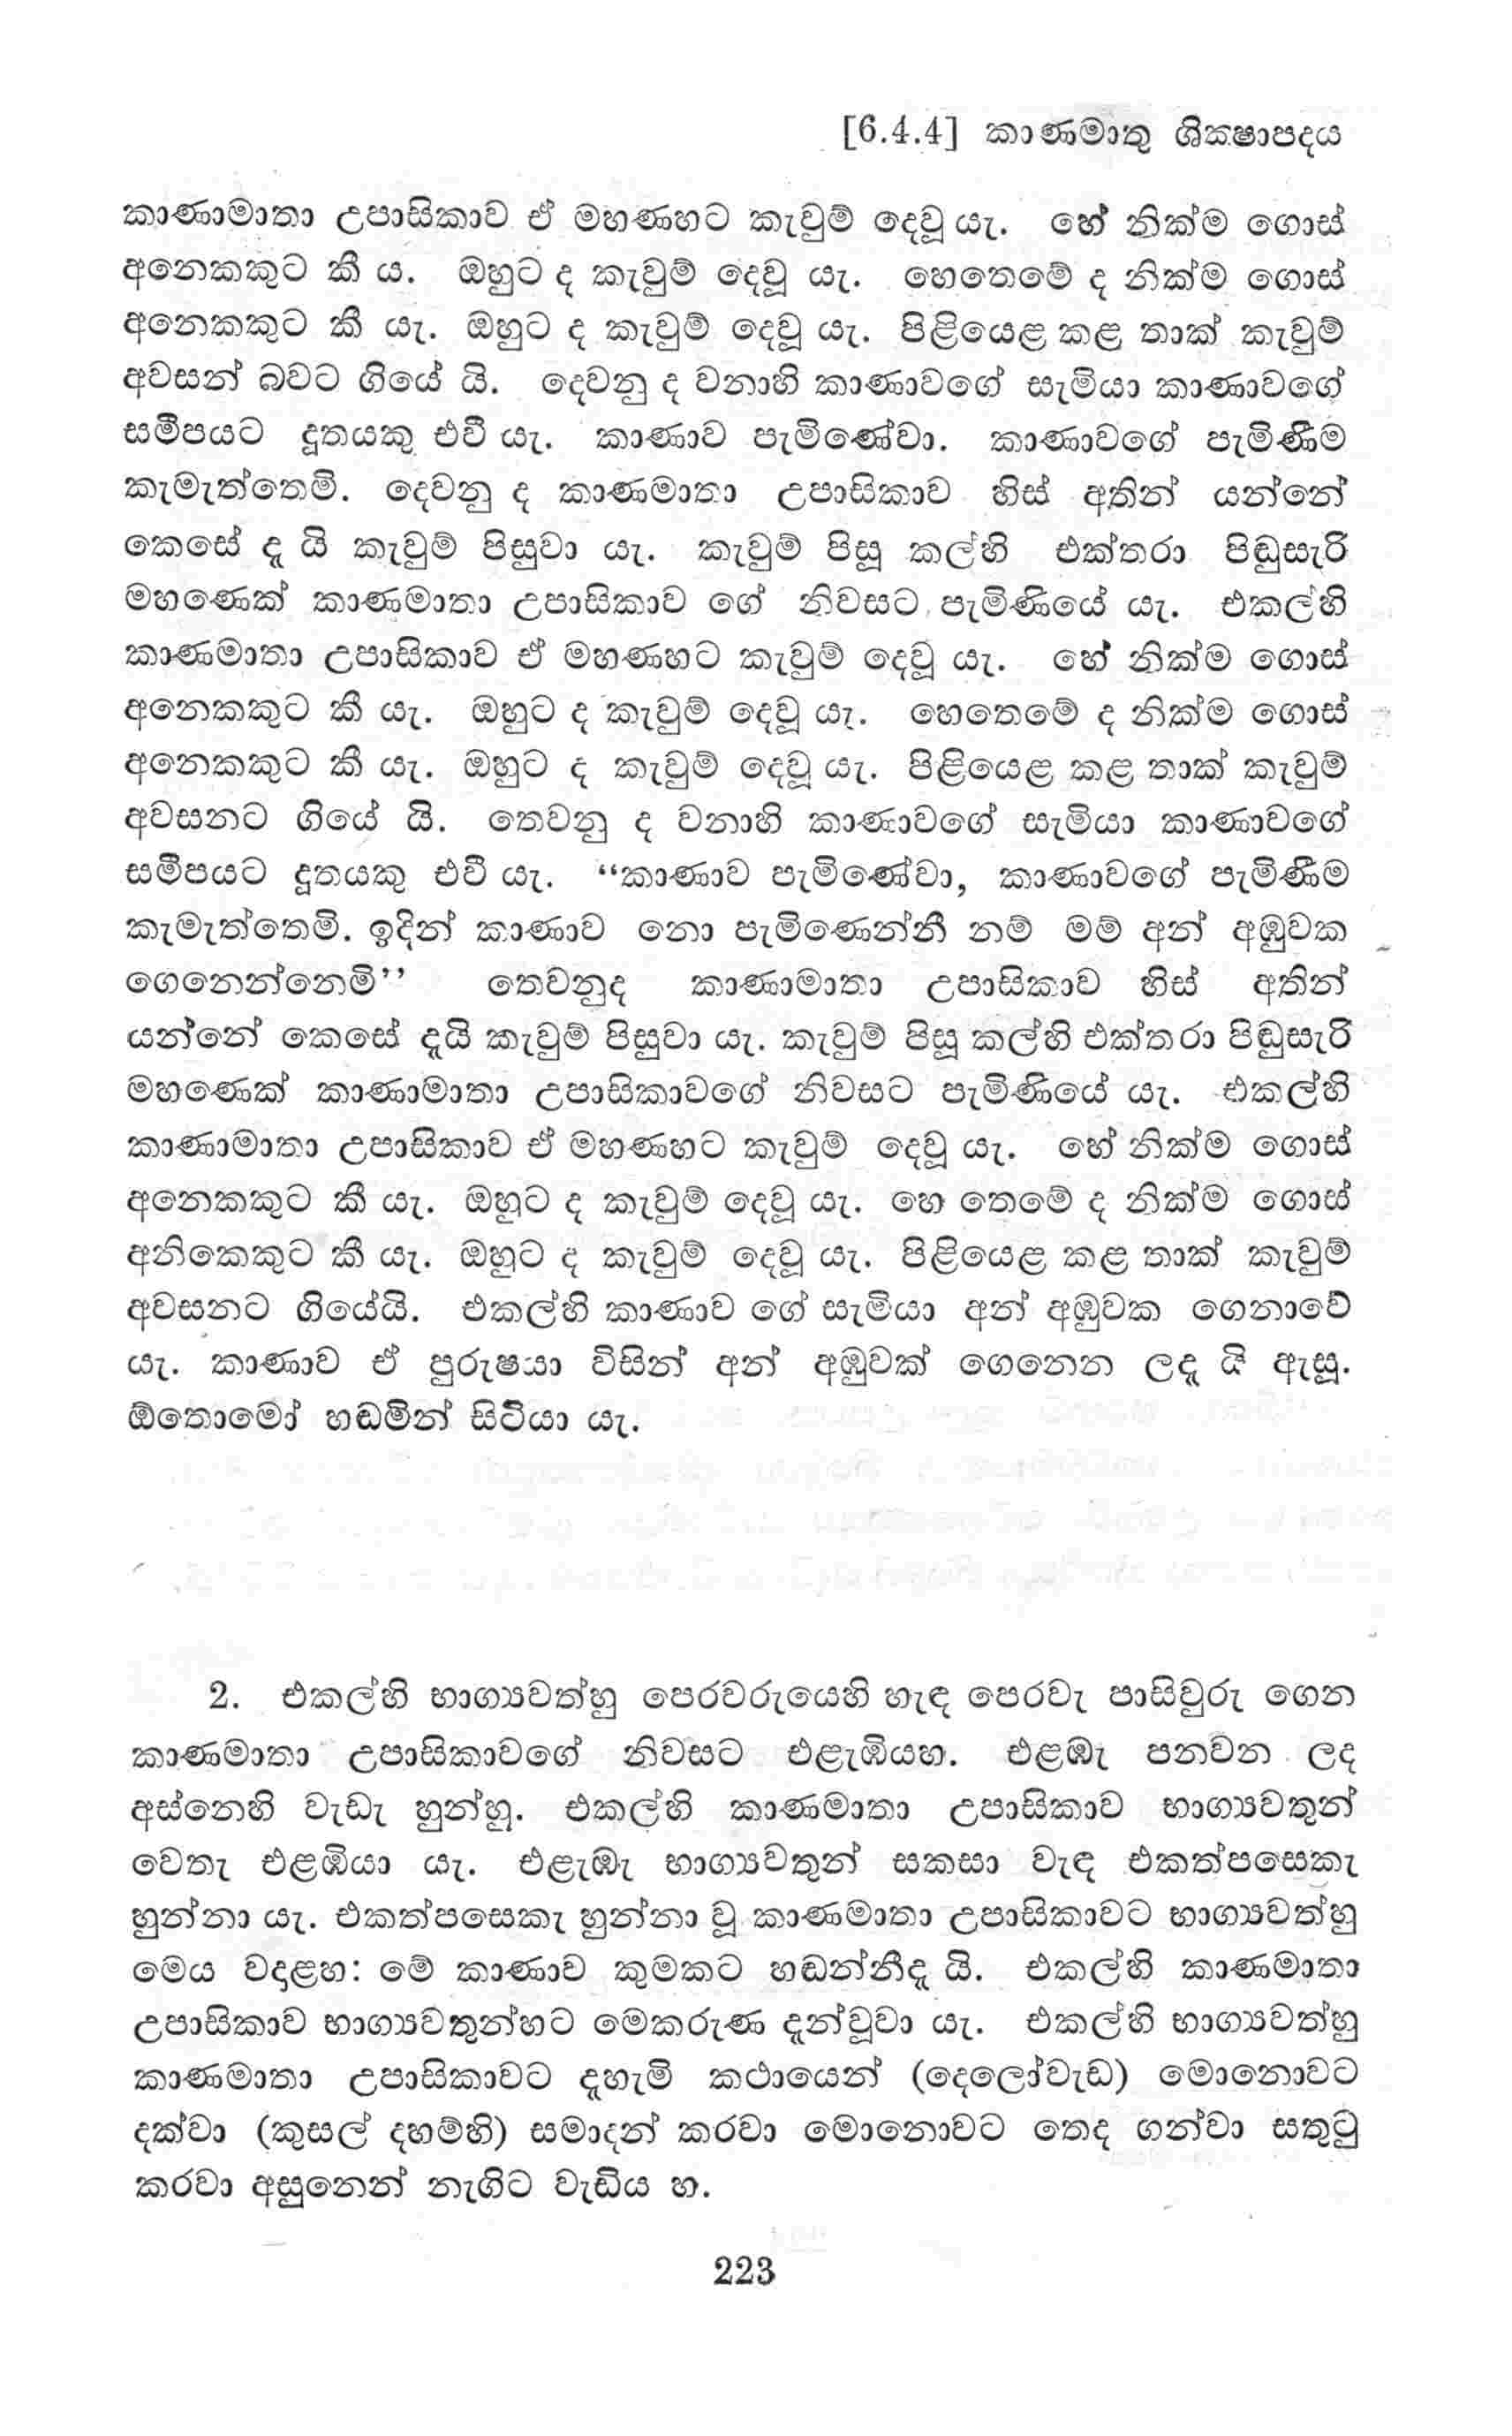 [6.4.4] කාණමාතු ශික්‍ෂාපදය
කාණාමාතා උපාසිකාව ඒ මහණහට කැවුම් දෙවූ යැ. හේ නික්ම ගොස්
අනෙකකුට කී ය. ඔහුට ද කැවුම් දෙවූ යැ. හෙතෙමේ ද නික්ම ගොස්
අනෙකකුට කී යැ. ඔහුට ද කැවුම් දෙවූ යැ. පිළියෙළ කළ තාක් කැවුම්
අවසන් බවට ගියේ යි. දෙවනු ද වනාහි කාණාවගේ සැමියා කාණාවගේ
සමීපයට දූතයකු එවී යැ. කාණාව පැමිණේවා. කාණාවගේ පැමිණීම
කැමැත්තෙමි. දෙවනු ද කාණමාතා උපාසිකාව හිස් අතින් යන්නේ
කෙසේ දැ යි කැවුම් පිසුවා යැ. කැවුම් පිසූ කල්හි එක්තරා පිඬුසැරි
මහණෙක් කාණමාතා උපාසිකාව ගේ නිවසට පැමිණියේ යැ. එකල්හි
කාණමාතා උපාසිකාව ඒ මහණහට කැවුම් දෙවූ යැ. හේ නික්ම ගොස්
අනෙකකුට කී යැ. ඔහුට ද කැවුම් දෙවූ යැ. හෙතෙමේ ද නික්ම ගොස්
අනෙකකුට කී යැ. ඔහුට ද කැවුම් දෙවූ යැ. පිළියෙළ කළ තාක් කැවුම්
අවසනට ගියේ යි. තෙවනු ද වනාහි කාණාවගේ සැමියා කාණාවගේ
සමීපයට දූතයකු එවී යැ. “කාණාව පැමිණේවා, කාණාවගේ පැමිණීම
කැමැත්තෙමි. ඉදින් කාණාව නො පැමිණෙන්නී නම් මම් අන් අඹුවක
ගෙනෙන්නෙමි’’ තෙවනුද කාණාමාතා උපාසිකාව හිස් අතින්
යන්නේ කෙසේ දැයි කැවුම් පිසුවා යැ. කැවුම් පිසූ කල්හි එක්තරා පිඬුසැරි
මහණෙක් කාණාමාතා උපාසිකාවගේ නිවසට පැමිණියේ යැ. එකල්හි
කාණාමාතා උපාසිකාව ඒ මහණහට කැවුම් දෙවූ යැ. හේ නික්ම ගොස්
අනෙකකුට කී යැ. ඔහුට ද කැවුම් දෙවූ යැ. හෙ තෙමේ ද නික්ම ගොස්
අනිකෙකුට කී යැ. ඔහුට ද කැවුම් දෙවූ යැ. පිළියෙළ කළ තාක් කැවුම්
අවසනට ගියේයි. එකල්හි කාණාව ගේ සැමියා අන් අඹුවක ගෙනාවේ
යැ. කාණාව ඒ පුරුෂයා විසින් අන් අඹුවක් ගෙනෙන ලදැ යි ඇසූ.
ඕතොමෝ හඬමින් සිටියා යැ.
2. එකල්හි භාග්‍යවත්හු පෙරවරුයෙහි හැඳ පෙරවැ පාසිවුරු ගෙන
කාණමාතා උපාසිකාවගේ නිවසට එළැඹියහ. එළඹැ පනවන ලද
අස්නෙහි වැඩැ හුන්හු. එකල්හි කාණමාතා උපාසිකාව භාග්‍යවතුන්
වෙතැ එළඹියා යැ. එළැඹැ භාග්‍යවතුන් සකසා වැඳ එකත්පසෙකැ
හුන්නා යැ. එකත්පසෙකැ හුන්නා වූ කාණමාතා උපාසිකාවට භාග්‍යවත්හු
මෙය වදාළහ: මේ කාණාව කුමකට හඬන්නීදැ යි. එකල්හි කාණමාතා
උපාසිකාව භාග්‍යවතුන්හට මෙකරුණ දැන්වූවා යැ. එකල්හි භාග්‍යවත්හු
කාණමාතා උපාසිකාවට දැහැමි කථායෙන් (දෙලෝවැඩ) මොනොවට
දක්වා (කුසල් දහම්හි) සමාදන් කරවා මොනොවට තෙද ගන්වා සතුටු
කරවා අසුනෙන් නැගිට වැඩිය හ.
223